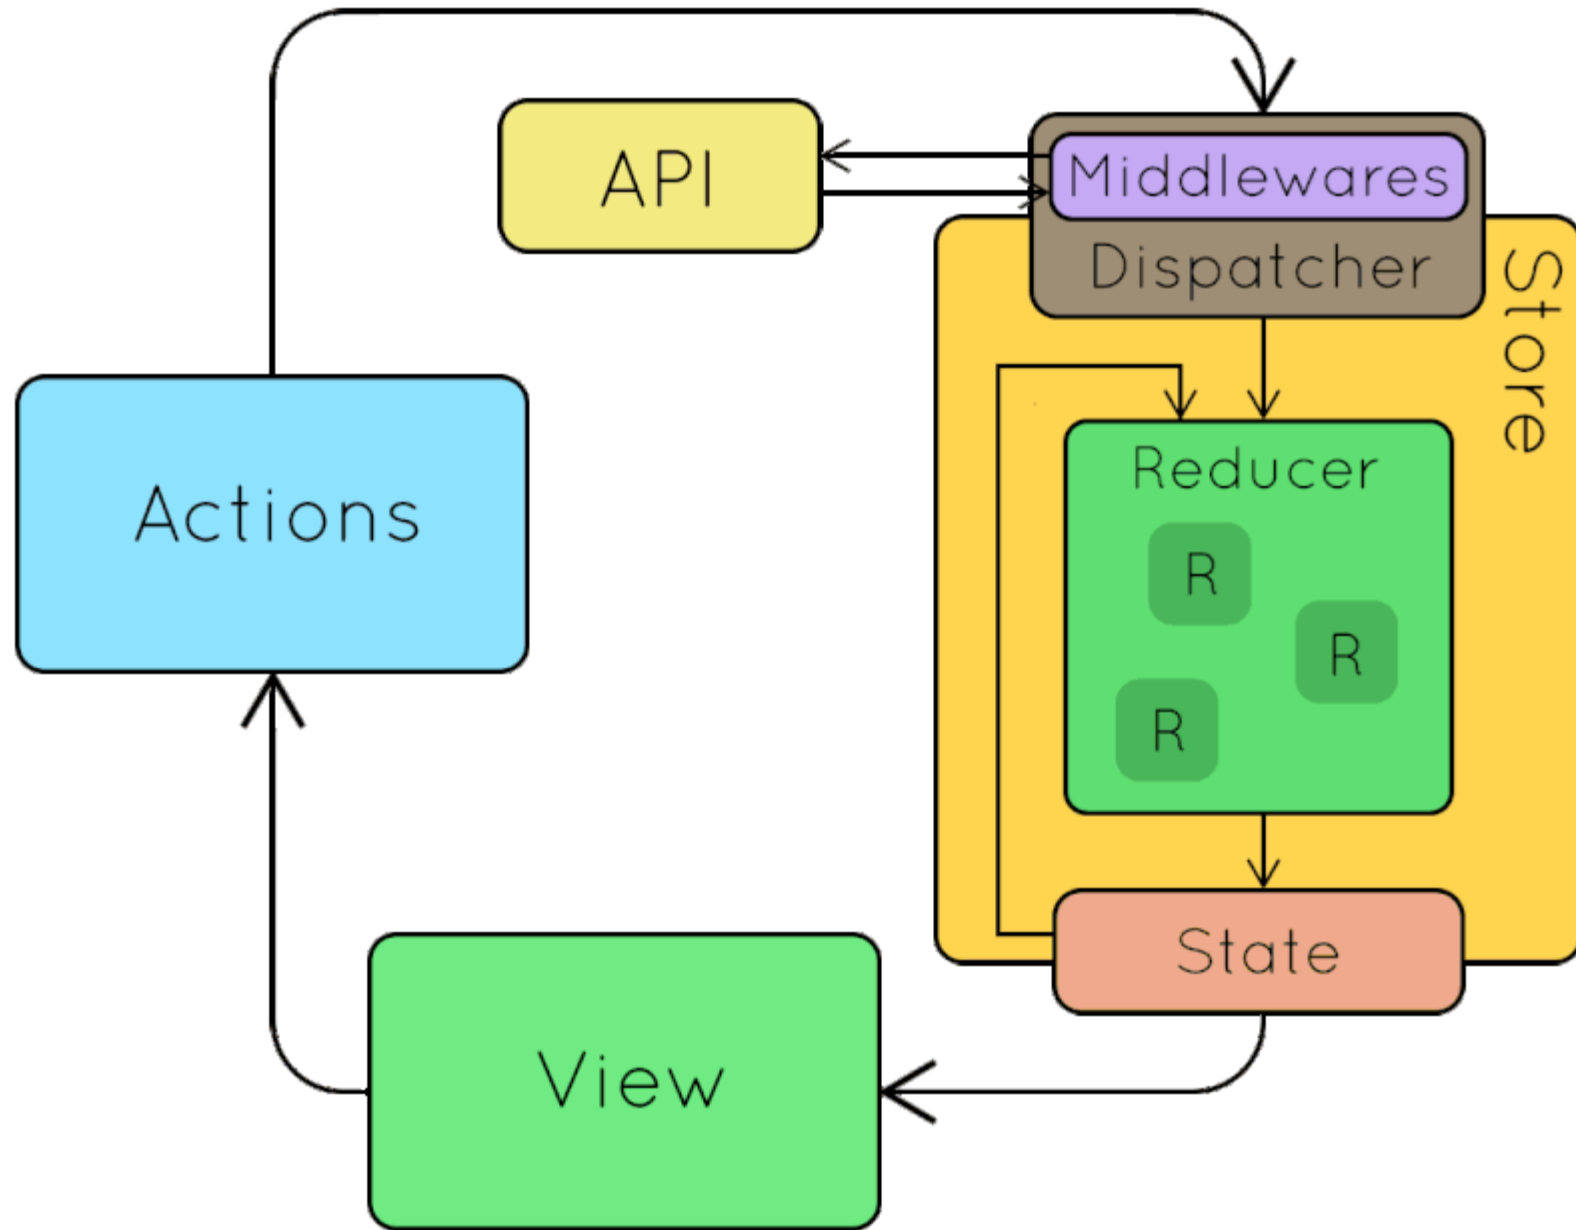 API
Middlewares
Dispatcher
Store
Actions
Reducer
R
R
R
State
View